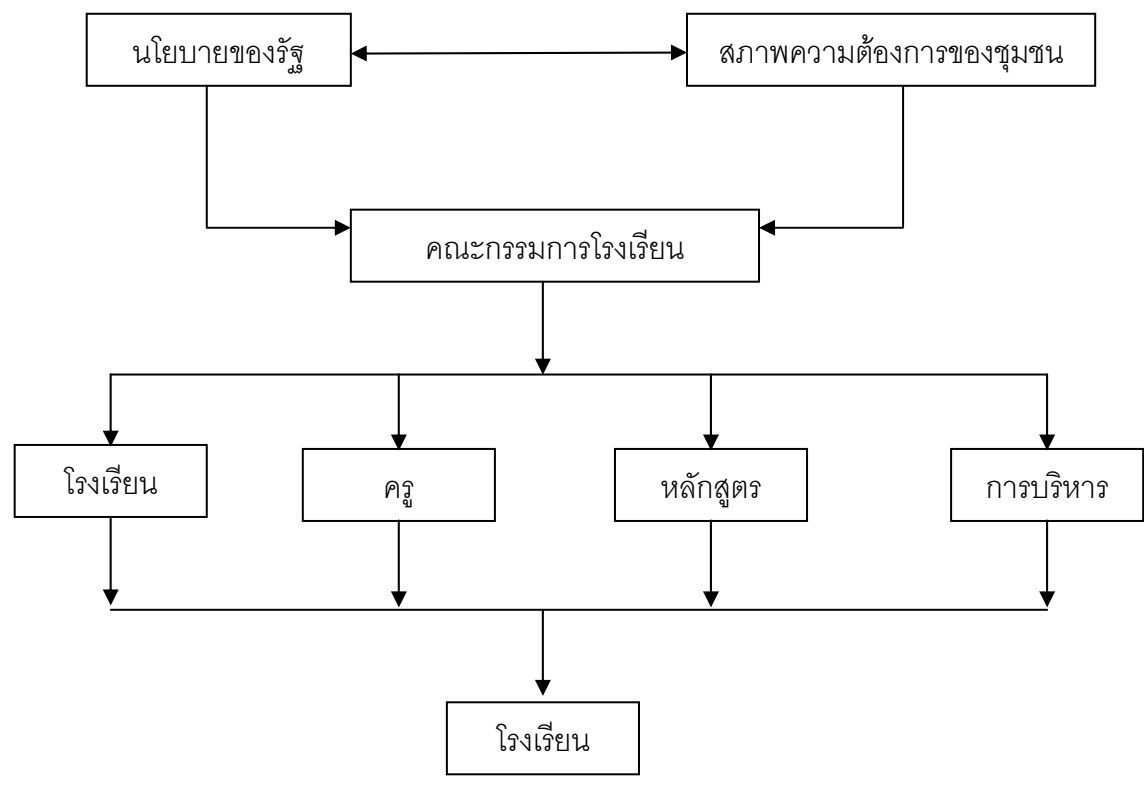 นโยบายของรัฐ
สภาพความต้องการของชุมชน
คณะกรรมการโรงเรียน
โรงเรียน
ครู
หลักสูตร
การบริหาร
โรงเรียน